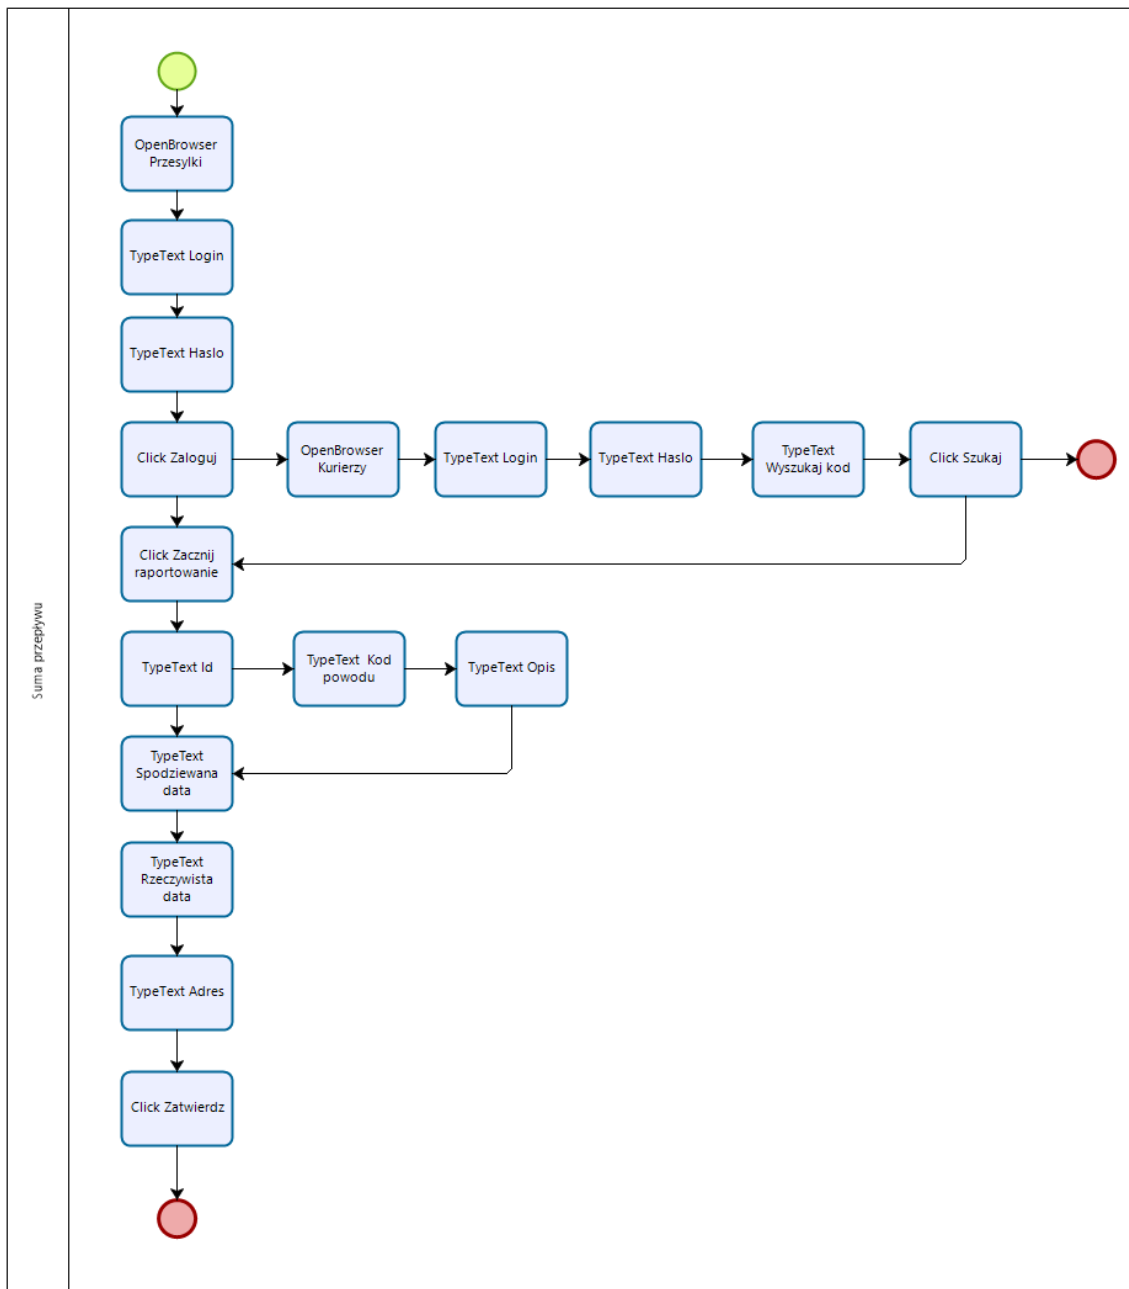 OpenBrowser
Przesylki
TypeText Login
TypeText Haslo
Click Zaloguj
OpenBrowser
Kurierzy
TypeText Login
TypeText Haslo
TypeText
Wyszukaj kod
Click Szukaj
Click Zacznij
raportowanie
Suma przepływu
TypeText Id
TypeText  Kod
powodu
TypeText Opis
TypeText
Spodziewana
data
TypeText
Rzeczywista
data
TypeText Adres
Click Zatwierdz